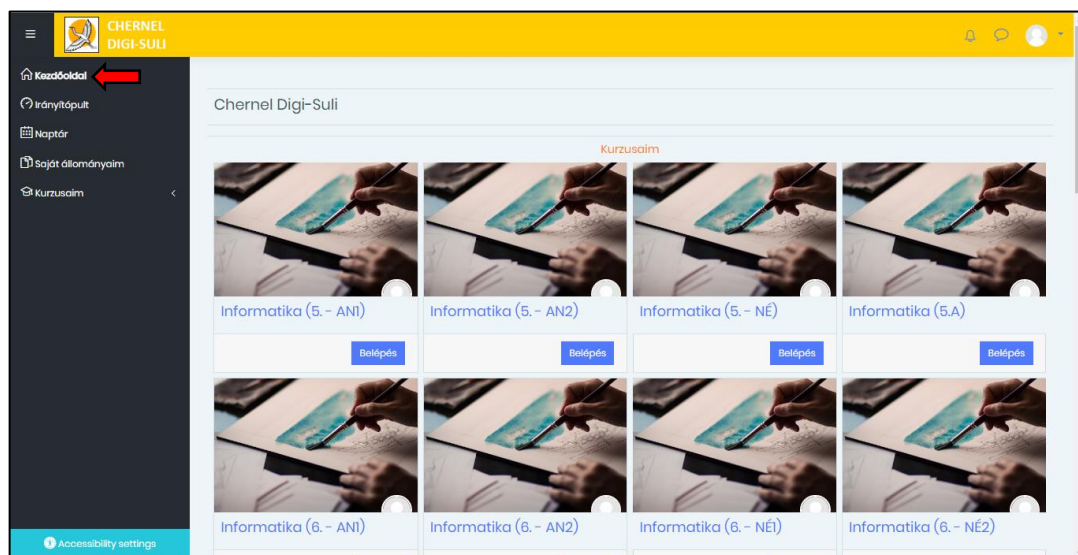 CHERNEL
DIGI-SULI
Kezdőoldal
Irányítópult
Naptár
Saját állományaim
Kurzusaim
Accessibility settings
Chernel Digi-Suli
Kurzusaim
Informatika (5. - AN1)
Informatika (5. - AN2)
Informatika (5. - NÉ)
Informatika (5.A)
Belépés
Belépés
Belépés
Belépés
Informatika (6. - AN1)
Informatika (6. - AN2)
Informatika (6. - NÉ1)
Informatika (6. - NÉ2)